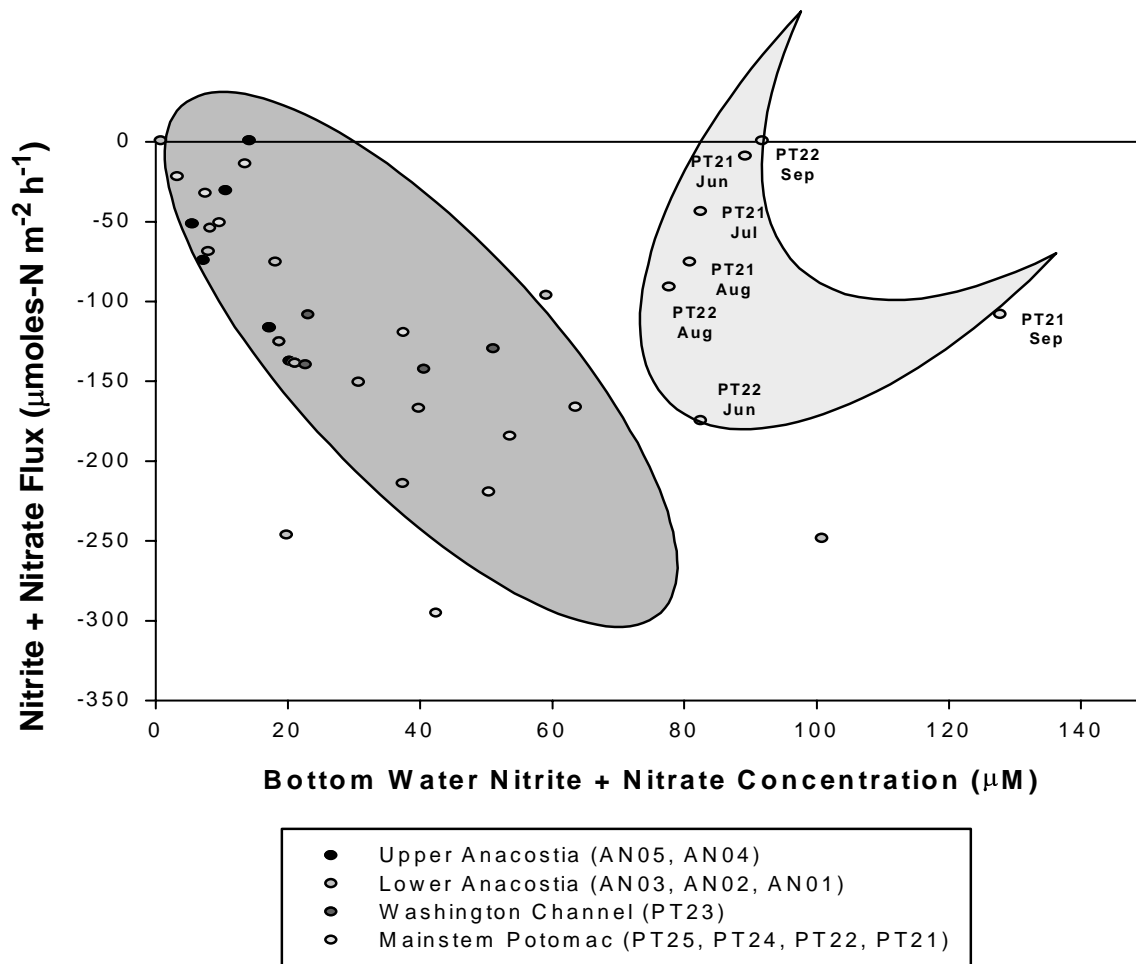 Nitrite + Nitrate Flux (μmoles-N m-2 h-1)
0
-50
-100
-150
-200
-250
-300
-350
PT21
Jun
PT22
Sep
PT21
Jul
PT21
Aug
PT22
Aug
PT21
Sep
PT22
Jun
0 20 40 60 80 100 120 140
Bottom Water Nitrite + Nitrate Concentration (μM)
Upper Anacostia (AN05, AN04)
Lower Anacostia (AN03, AN02, AN01)
Washington Channel (PT23)
Mainstem Potomac (PT25, PT24, PT22, PT21)